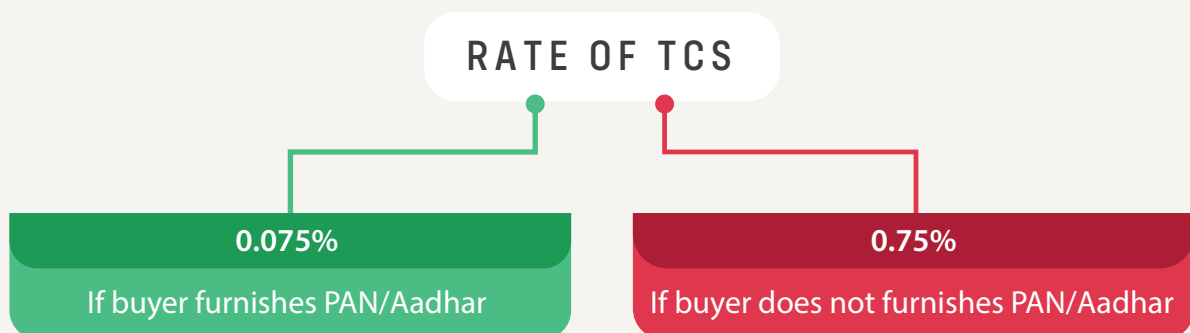 RATE OF TCS
0.075%
If buyer furnishes PAN/Aadhar
0.75%
If buyer does not furnishes PAN/Aadhar